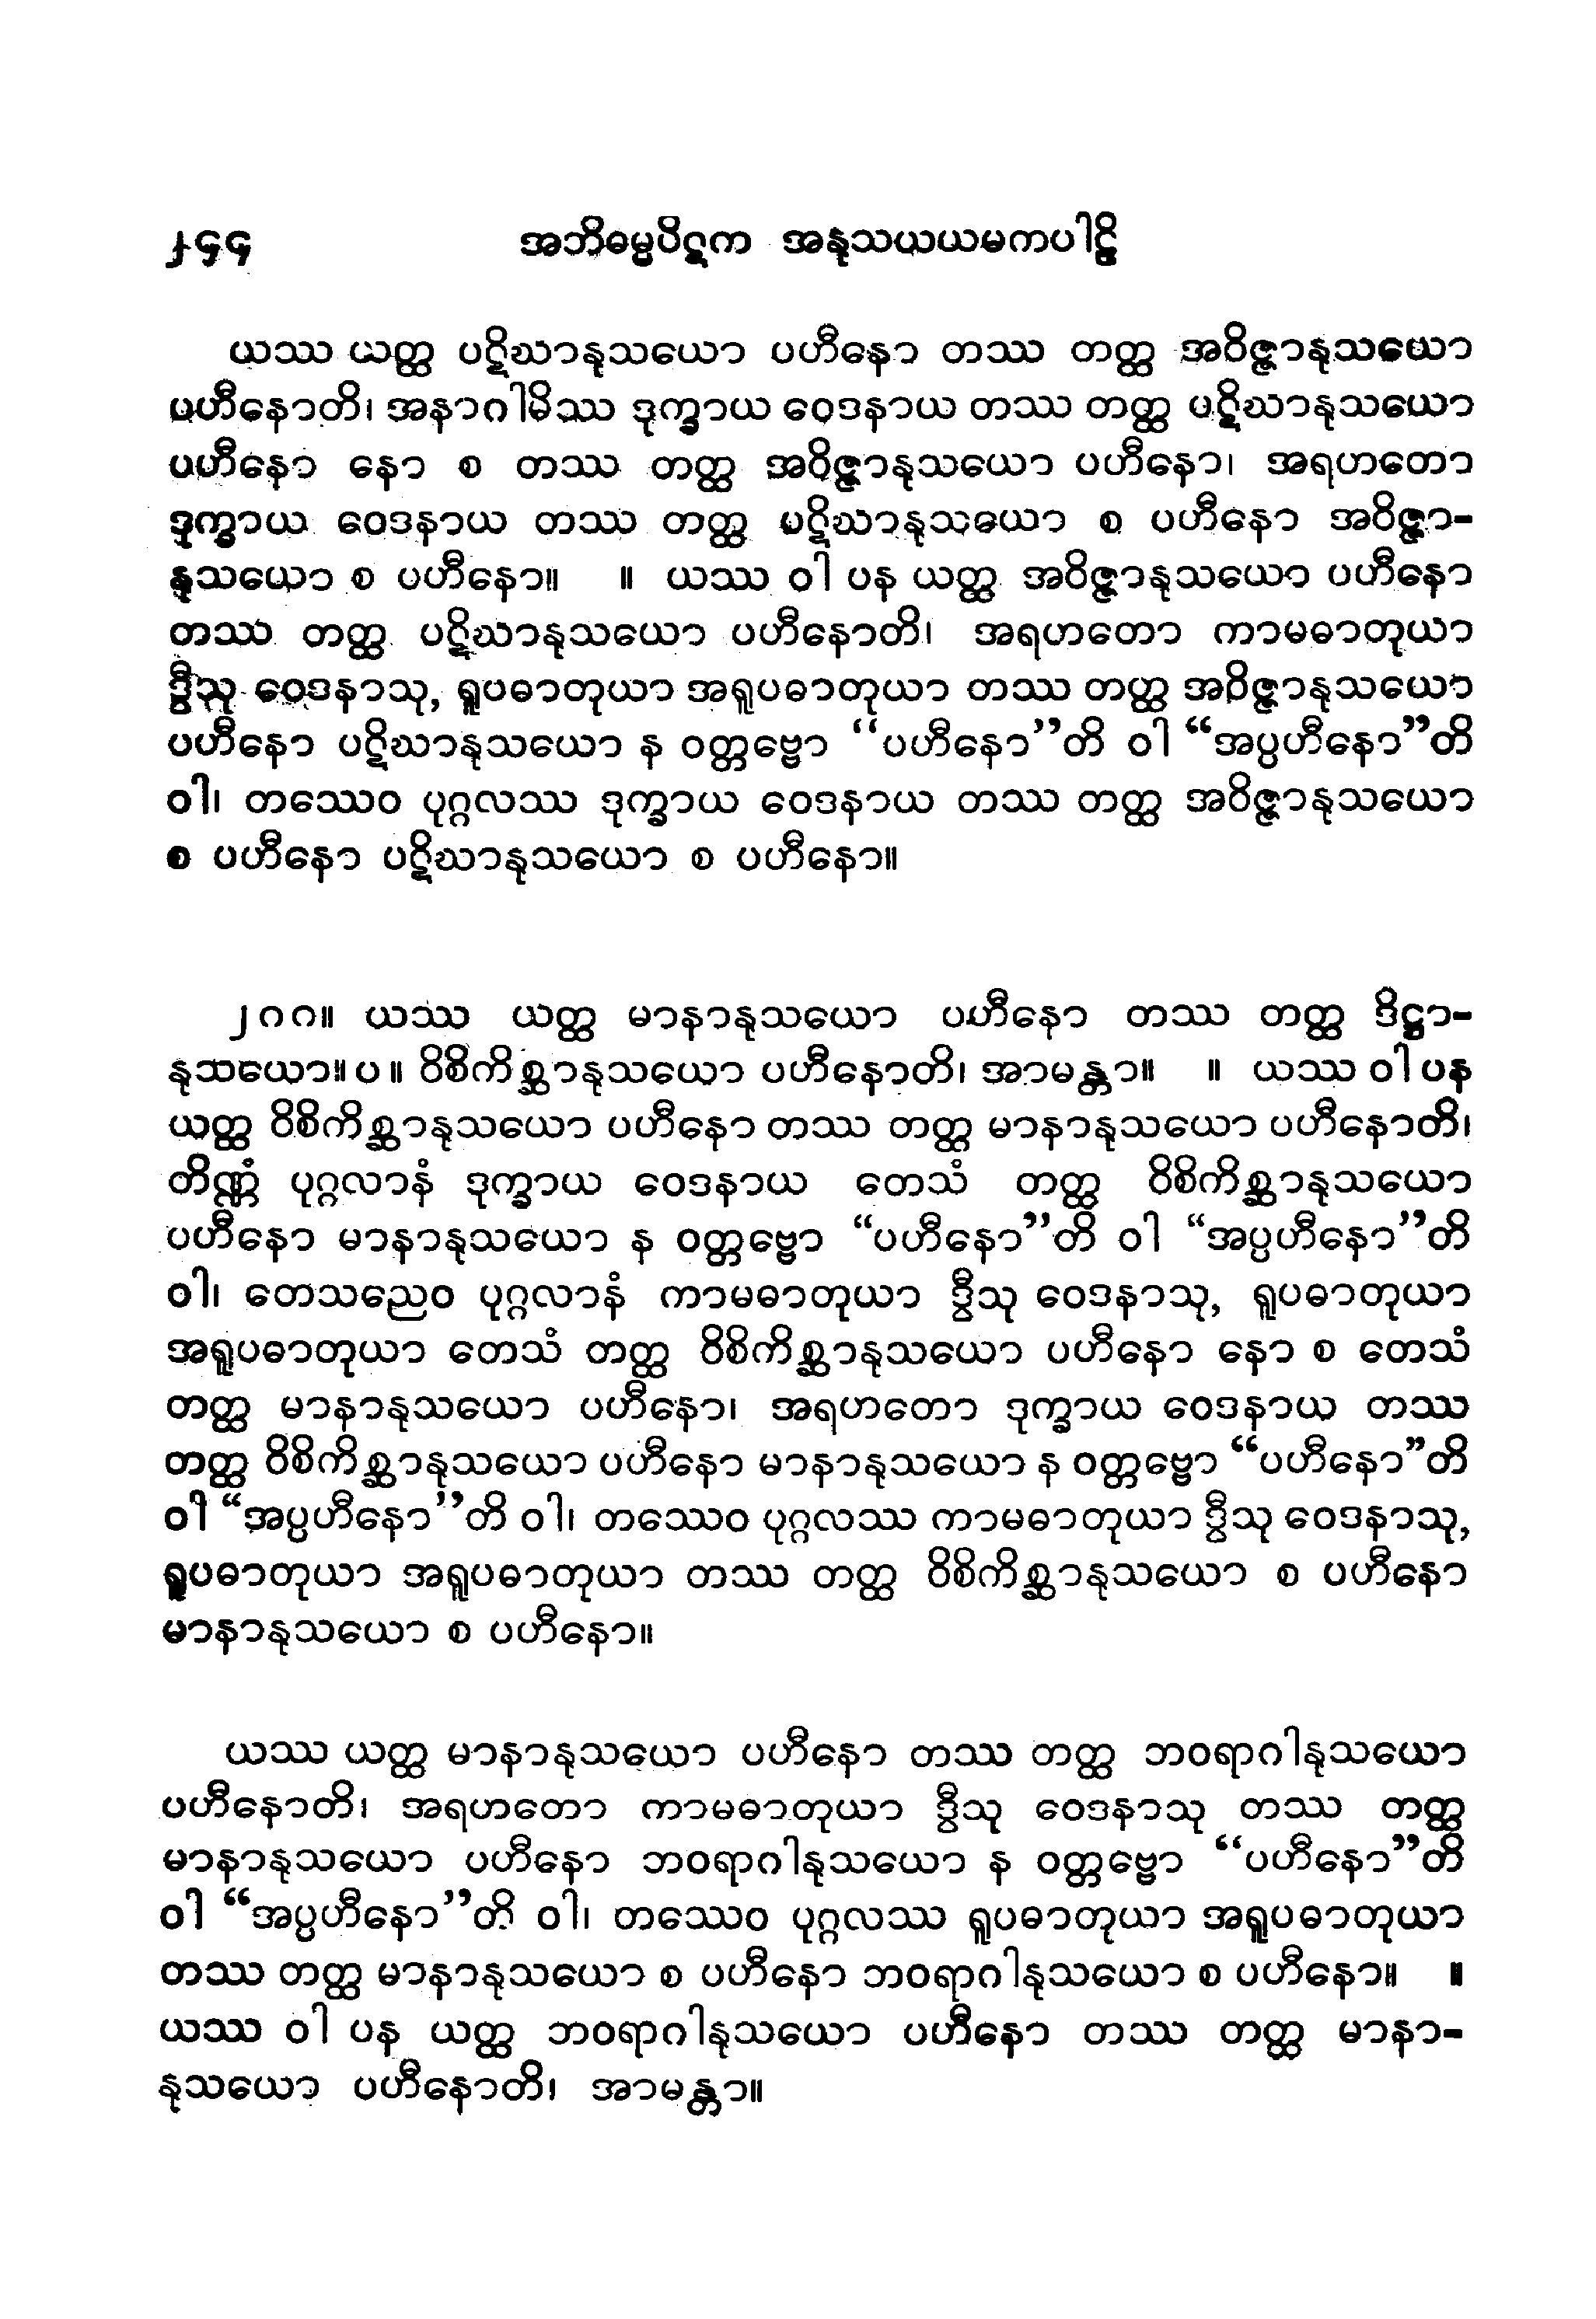 ၂၄၄ အဘိဓမ္မပိဋက အနုသယယမကပါဠိ
ယဿ ယတ္ထ ပဋိဃာနုသယော ပဟီနော တဿ တတ္ထ အဝိဇ္ဇာနုသယော
ပဟီနောတိ၊ အနာဂါမိဿ ဒုက္ခာယ ဝေဒနာယ တဿ တတ္ထ ပဋိဃာနုသယော
ပဟီနော နော စ တဿ တတ္ထ အဝိဇ္ဇာနုသယော ပဟီနော၊ အရဟတော
ဒုက္ခာယ ဝေဒနာယ တဿ တတ္ထ ပဋိဃာနုသယော စ ပဟီနော အဝိဇ္ဇာ-
နုသယော စ ပဟီနော။ ။ ယဿ ဝါ ပန ယတ္ထ အဝိဇ္ဇာနုသယော ပဟီနော
တဿ တတ္ထ ပဋိဃာနုသယော ပဟီနောတိ၊ အရဟတော ကာမဓာတုယာ
ဒွီသု ဝေဒနာသု, ရူပဓာတုယာ အရူပဓာတုယာ တဿ တတ္ထ အဝိဇ္ဇာနုသယော
ပဟီနော ပဋိဃာနုသယော န ဝတ္တဗ္ဗော “ပဟီနော”တိ ဝါ “အပ္ပဟီနော”တိ
ဝါ၊ တဿေဝ ပုဂ္ဂလဿ ဒုက္ခာယ ဝေဒနာယ တဿ တတ္ထ အဝိဇ္ဇာနုသယော
စ ပဟီနော ပဋိဃာနုသယော စ ပဟီနော။
၂၈၈။ ယဿ ယတ္ထ မာနာနုသယော ပဟီနော တဿ တတ္ထ ဒိဋ္ဌာ-
နုသယော။ ပ ။ ဝိစိကိစ္ဆာနုသယော ပဟီနောတိ၊ အာမန္တာ။ ။ ယဿ ဝါ ပန
ယတ္ထ ဝိစိကိစ္ဆာနုသယော ပဟီနော တဿ တတ္ထ မာနာနုသယော ပဟီနောတိ၊
တိဏ္ဏံ ပုဂ္ဂလာနံ ဒုက္ခာယ ဝေဒနာယ တေသံ တတ္ထ ဝိစိကိစ္ဆာနုသယော
ပဟီနော မာနာနုသယော န ဝတ္တဗ္ဗော “ပဟီနော”တိ ဝါ “အပ္ပဟီနော”တိ
ဝါ၊ တေသညေဝ ပုဂ္ဂလာနံ ကာမဓာတုယာ ဒွီသု ဝေဒနာသု, ရူပဓာတုယာ
အရူပဓာတုယာ တေသံ တတ္ထ ဝိစိကိစ္ဆာနုသယော ပဟီနော နော စ တေသံ
တတ္ထ မာနာနုသယော ပဟီနော၊ အရဟတော ဒုက္ခာယ ဝေဒနာယ တဿ
တတ္ထ ဝိစိကိစ္ဆာနုသယော ပဟီနော မာနာနုသယော န ဝတ္တဗ္ဗော “ပဟီနော”တိ
ဝါ “အပ္ပဟီနော”တိ ဝါ၊ တဿေဝ ပုဂ္ဂလဿ ကာမဓာတုယာ ဒွီသု ဝေဒနာသု,
ရူပဓာတုယာ အရူပဓာတုယာ တဿ တတ္ထ ဝိစိကိစ္ဆာနုသယော စ ပဟီနော
မာနာနုသယော စ ပဟီနော။
ယဿ ယတ္ထ မာနာနုသယော ပဟီနော တဿ တတ္ထ ဘဝရာဂါနုသယော
ပဟီနောတိ၊ အရဟတော ကာမဓာတုယာ ဒွီသု ဝေဒနာသု တဿ တတ္ထ
မာနာနုသယော ပဟီနော ဘဝရာဂါနုသယော န ဝတ္တဗ္ဗော “ပဟီနော”တိ
ဝါ “အပ္ပဟီနော”တိ ဝါ၊ တဿေဝ ပုဂ္ဂလဿ ရူပဓာတုယာ အရူပဓာတုယာ
တဿ တတ္ထ မာနာနုသယော စ ပဟီနော ဘဝရာဂါနုသယော စ ပဟီနော။ ။
ယဿ ဝါ ပန ယတ္ထ ဘဝရာဂါနုသယော ပဟီနော တဿ တတ္ထ မာနာ-
နုသယော ပဟီနောတိ၊ အာမန္တာ။